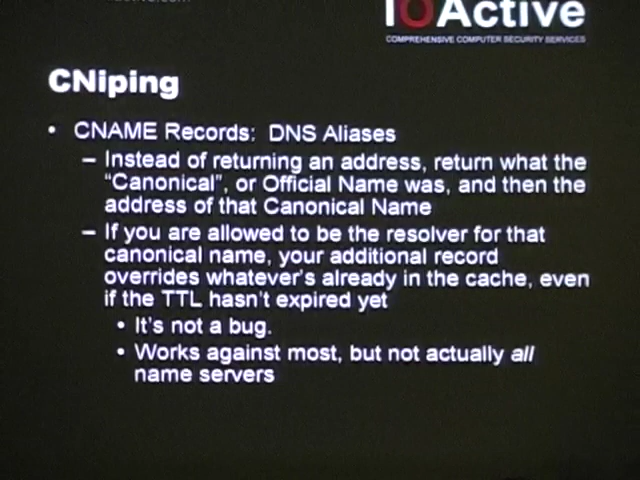 IOActive
COMPREHENSIVE COMPUTER SECURITY SERVICES
CNiping
• CNAME Records: DNS Aliases
– Instead of returning an address, return what the
“Canonical”, or Official Name was, and then the
address of that Canonical Name
– If you are allowed to be the resolver for that
canonical name, your additional record
overrides whatever's already in the cache, even
if the TTL hasn't expired yet
• It's not a bug.
• Works against most, but not actually all
name servers